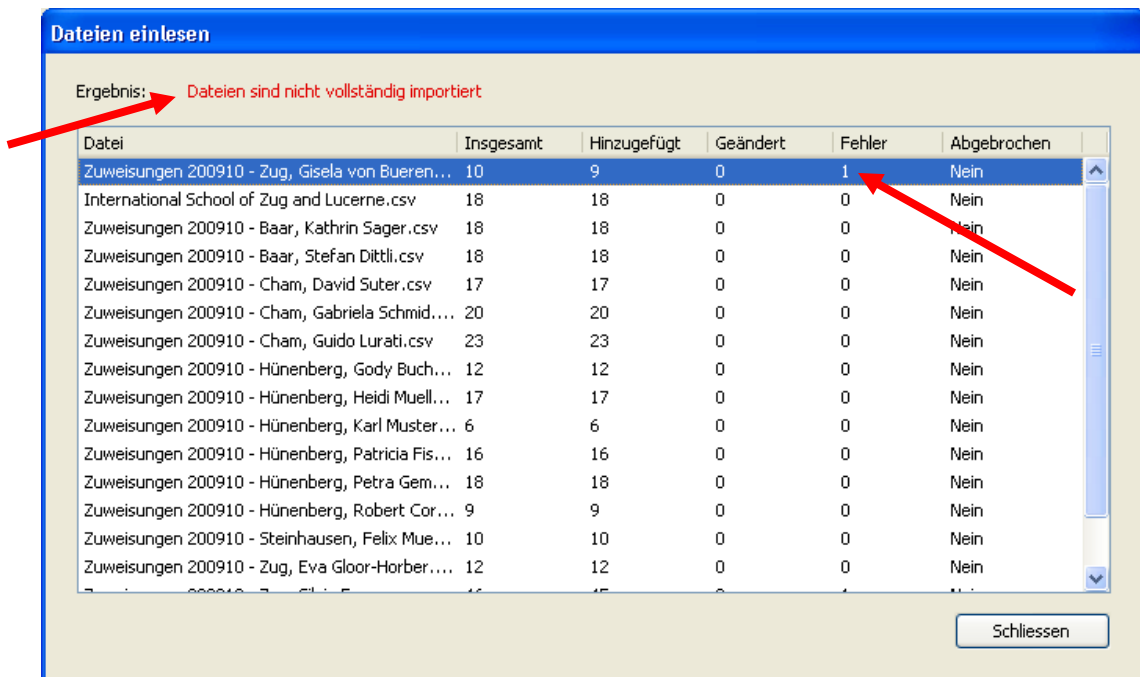 Dateien einlesen
Ergebnis: Dateien sind nicht vollständig importiert
Datei Insgesamt Hinzugefügt Geändert Fehler Abgebrochen
Zuweisungen 200910 - Zug, Gisela von Bueren... 10 9 0 1 Nein
International School of Zug and Lucerne.csv 18 18 0 0 Nein
Zuweisungen 200910 - Baar, Kathrin Sager.csv 18 18 0 0 Nein
Zuweisungen 200910 - Baar, Stefan Dittli.csv 18 18 0 0 Nein
Zuweisungen 200910 - Cham, David Suter.csv 17 17 0 0 Nein
Zuweisungen 200910 - Cham, Gabriela Schmid.... 20 20 0 0 Nein
Zuweisungen 200910 - Cham, Guido Lurati.csv 23 23 0 0 Nein
Zuweisungen 200910 - Hünenberg, Gody Buch... 12 12 0 0 Nein
Zuweisungen 200910 - Hünenberg, Heidi Muell... 17 17 0 0 Nein
Zuweisungen 200910 - Hünenberg, Karl Muster... 6 6 0 0 Nein
Zuweisungen 200910 - Hünenberg, Patricia Fis... 16 16 0 0 Nein
Zuweisungen 200910 - Hünenberg, Petra Gem... 18 18 0 0 Nein
Zuweisungen 200910 - Hünenberg, Robert Cor... 9 9 0 0 Nein
Zuweisungen 200910 - Steinhausen, Felix Mue... 10 10 0 0 Nein
Zuweisungen 200910 - Zug, Eva Gloor-Horber.... 12 12 0 0 Nein
Schliessen